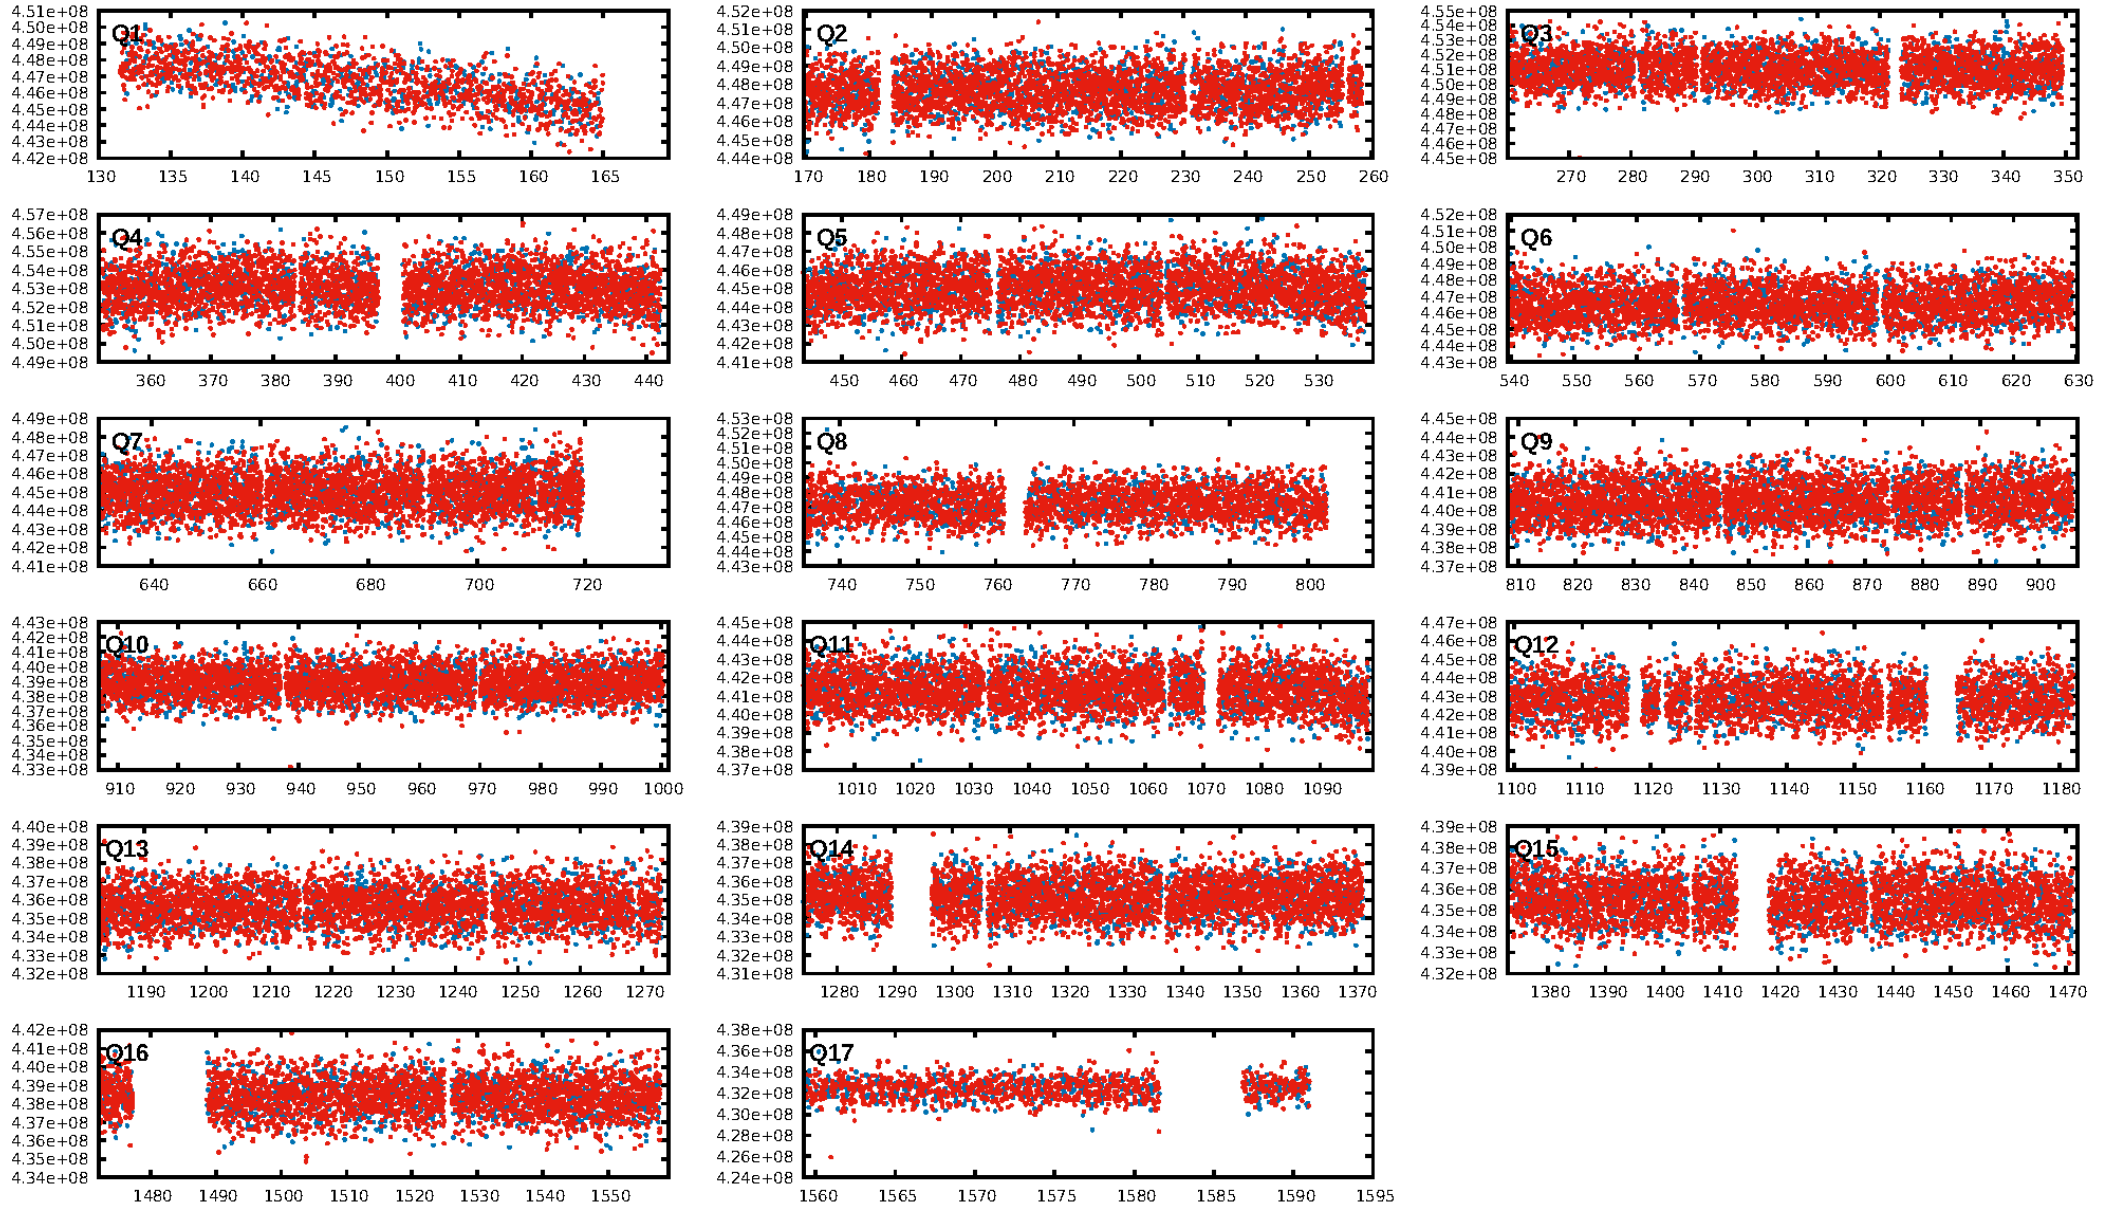 4.51e+08
4.50e+08
Q1
4.49e+08
4.48e+08
4.47e+08
4.46e+08
4.45e+08
4.44e+08
4.43e+08
4.42e+08
130 135 140 145 150 155 160 165
4.52e+08
4.51e+08
Q2
4.50e+08
4.49e+08
4.48e+08
4.47e+08
4.46e+08
4.45e+08
4.44e+08
170 180 190 200 210 220 230 240 250 260
4.55e+08
4.54e+08
Q3
4.53e+08
4.52e+08
4.51e+08
4.50e+08
4.49e+08
4.48e+08
4.47e+08
4.46e+08
4.45e+08
270 280 290 300 310 320 330 340 350
4.57e+08
4.56e+08
Q4
4.55e+08
4.54e+08
4.53e+08
4.52e+08
4.51e+08
4.50e+08
4.49e+08
360 370 380 390 400 410 420 430 440
4.49e+08
4.48e+08
Q5
4.47e+08
4.46e+08
4.45e+08
4.44e+08
4.43e+08
4.42e+08
4.41e+08
450 460 470 480 490 500 510 520 530
4.52e+08
4.51e+08
Q6
4.50e+08
4.49e+08
4.48e+08
4.47e+08
4.46e+08
4.45e+08
4.44e+08
4.43e+08
540 550 560 570 580 590 600 610 620 630
4.49e+08
4.48e+08
Q7
4.47e+08
4.46e+08
4.45e+08
4.44e+08
4.43e+08
4.42e+08
4.41e+08
640 660 680 700 720
4.53e+08
4.52e+08
Q8
4.51e+08
4.50e+08
4.49e+08
4.48e+08
4.47e+08
4.46e+08
4.45e+08
4.44e+08
4.43e+08
740 750 760 770 780 790 800
4.45e+08
4.44e+08
Q9
4.43e+08
4.42e+08
4.41e+08
4.40e+08
4.39e+08
4.38e+08
4.37e+08
810 820 830 840 850 860 870 880 890 900
4.43e+08
4.42e+08
Q10
4.41e+08
4.40e+08
4.39e+08
4.38e+08
4.37e+08
4.36e+08
4.35e+08
4.34e+08
4.33e+08
910 920 930 940 950 960 970 980 990 1000
4.45e+08
4.44e+08
Q11
4.43e+08
4.42e+08
4.41e+08
4.40e+08
4.39e+08
4.38e+08
4.37e+08
1010 1020 1030 1040 1050 1060 1070 1080 1090
4.47e+08
4.46e+08
Q12
4.45e+08
4.44e+08
4.43e+08
4.42e+08
4.41e+08
4.40e+08
4.39e+08
1100 1110 1120 1130 1140 1150 1160 1170 1180
4.40e+08
4.39e+08
Q13
4.38e+08
4.37e+08
4.36e+08
4.35e+08
4.34e+08
4.33e+08
4.32e+08
1190 1200 1210 1220 1230 1240 1250 1260 1270
4.39e+08
4.38e+08
Q14
4.37e+08
4.36e+08
4.35e+08
4.34e+08
4.33e+08
4.32e+08
4.31e+08
1280 1290 1300 1310 1320 1330 1340 1350 1360 1370
4.39e+08
4.38e+08
Q15
4.37e+08
4.36e+08
4.35e+08
4.34e+08
4.33e+08
4.32e+08
1380 1390 1400 1410 1420 1430 1440 1450 1460 1470
4.42e+08
4.41e+08
Q16
4.40e+08
4.39e+08
4.38e+08
4.37e+08
4.36e+08
4.35e+08
4.34e+08
1480 1490 1500 1510 1520 1530 1540 1550
4.38e+08
4.36e+08
Q17
4.34e+08
4.32e+08
4.30e+08
4.28e+08
4.26e+08
4.24e+08
1560 1565 1570 1575 1580 1585 1590 1595